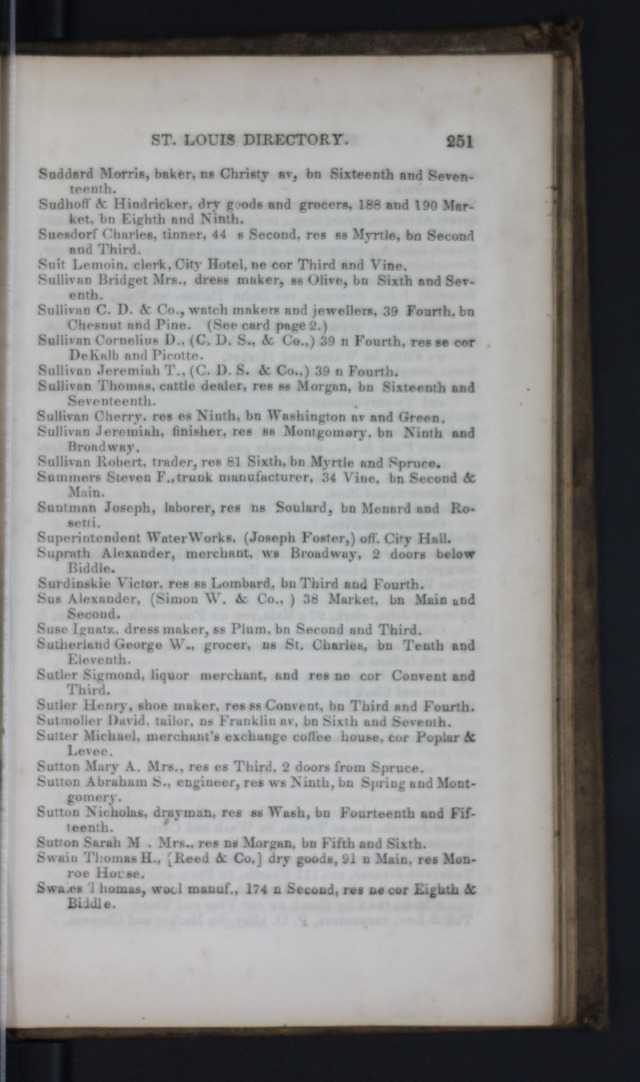 ST. LOUIS DIRECTORY. 251
Suddard Morris, baker, ns Christy av, bn Sixteenth and Seven-
teenth.
Sudhoff & Hindricker, dry goods and grocers, 188 and 190 Mar-
ket, bn Eighth and Ninth.
Suesdorf Charles, tinner, 44 s Second, res ss Myrtle, bn Second
and Third.
Suit Lemoin, clerk, City Hotel, ne cor Third and Vine.
Sullivan Bridget Mrs., dress maker, ss Olive, bn Sixth and Sev-
enth.
Sullivan C. D. & Co., watch makers and jewellers, 39 Fourth, bn
Chesnut and Pine. (See card page 2.)
Sullivan Cornelius D., (C. D. S., & Co.,) 39 n Fourth, res se cor
DeKalb and Picotte.
Sullivan Jeremiah T., (C. D. S. & Co.,) 39 n Fourth.
Sullivan Thomas, cattle dealer, res ss Morgan, bn Sixteenth and
Seventeenth.
Sullivan Cherry, res es Ninth, bn Washington av and Green.
Sullivan Jeremiah, finisher, res ss Montgomery, bn Ninth and
Broadway.
Sullivan Robert, trader, res 81 Sixth, bn Myrtle and Spruce.
Summers Steven F., trunk manufacturer, 34 Vine, bn Second &
Main.
Suntman Joseph, laborer, res ns Soulard, bn Menard and Ro-
setti.
Superintendent WaterWorks, (Joseph Foster,) off. City Hall.
Suprath Alexander, merchant, ws Broadway, 2 doors below
Biddle.
Surdinskie Victor, res ss Lombard, bn Third and Fourth.
Sus Alexander, (Simon W. & Co., ) 38 Market, bn Main and
Second.
Suse Ignatz, dress maker, ss Plum, bn Second and Third.
Sutherland George W., grocer, ns St. Charles, bn Tenth and
Eleventh.
Sutler Sigmond, liquor merchant, and res ne cor Convent and
Third.
Sutler Henry, shoe maker, res ss Convent, bn Third and Fourth.
Sutmoller David, tailor, ns Franklin av, bn Sixth and Seventh.
Sutter Michael, merchant's exchange coffee house, cor Poplar &
Levee.
Sutton Mary A. Mrs., res es Third, 2 doors from Spruce.
Sutton Abraham S., engineer, res ws Ninth, bn Spring and Mont-
gomery.
Sutton Nicholas, drayman, res ss Wash, bn Fourteenth and Fif-
teenth.
Sutton Sarah M . Mrs., res ns Morgan, bn Fifth and Sixth.
Swain Thomas H., [Reed & Co,] dry goods, 91 n Main, res Mon-
roe House.
Swales Thomas, wool manuf., 174 n Second, res ne cor Eighth &
Biddle.